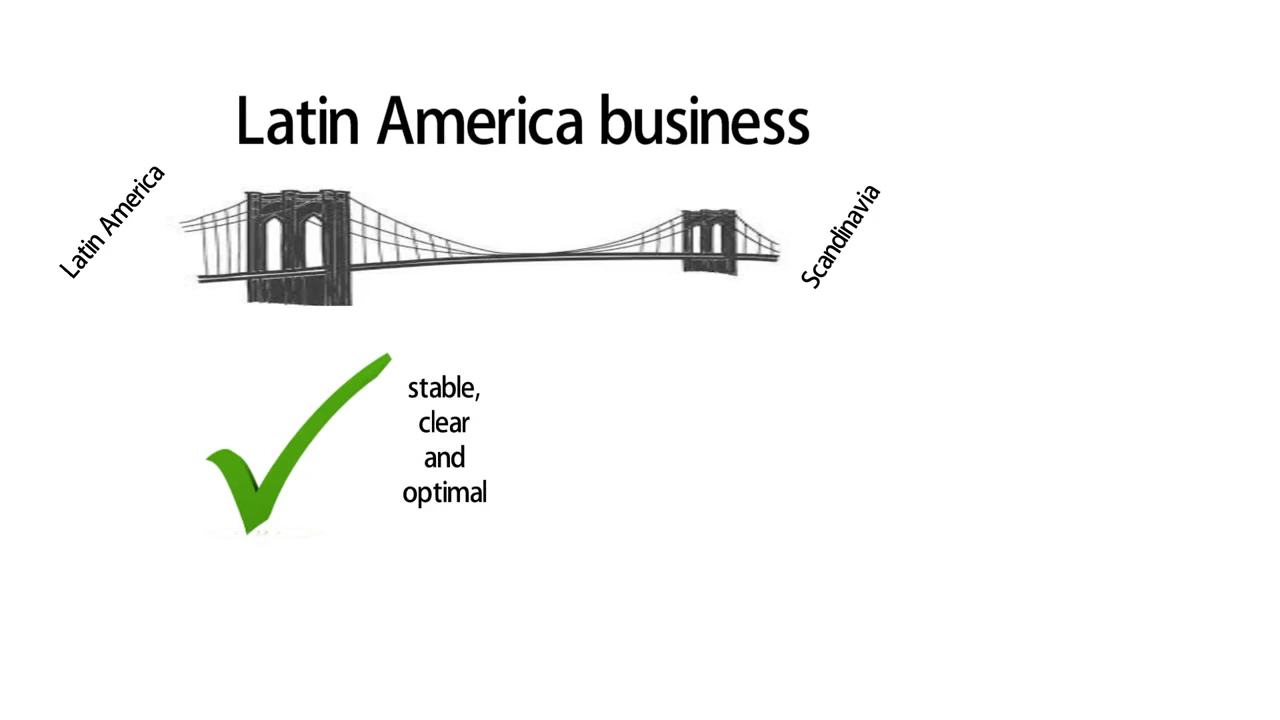 Latin America business
Latin America
Scandinavia
stable,
clear
and
optimal